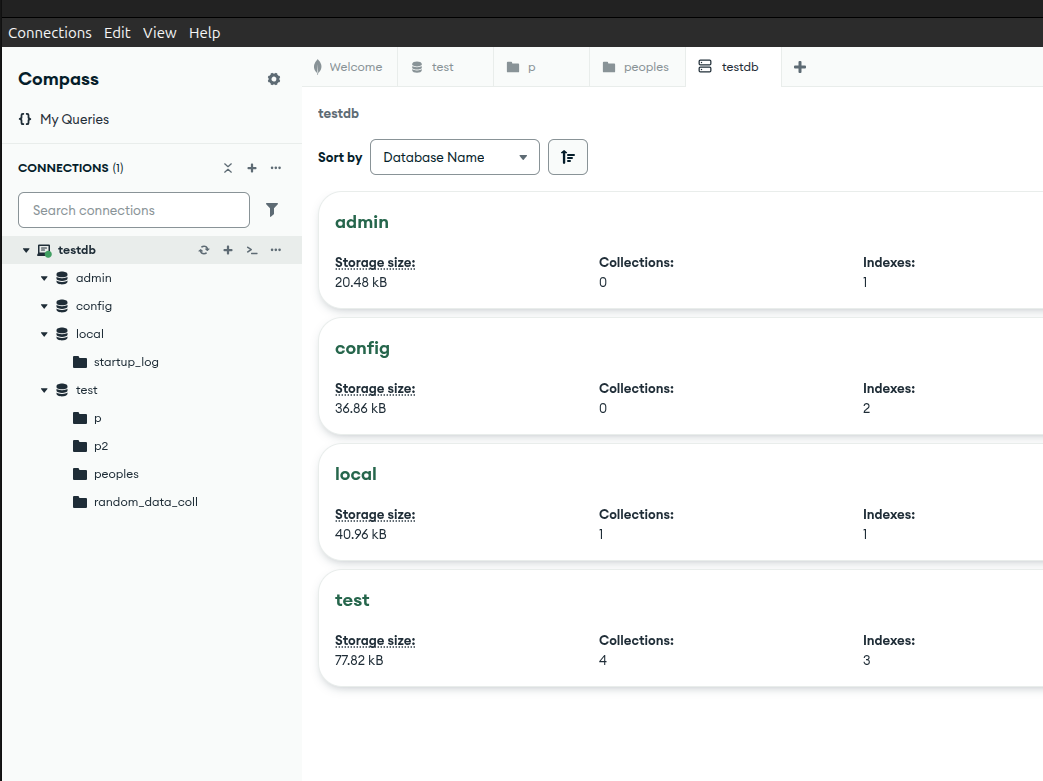 Connections Edit View Help
Compass
{} My Queries
CONNECTIONS (1)
Search connections
testdb
admin
config
local
startup_log
test
p
p2
peoples
random_data_coll
Welcome test p peoples testdb
testdb
Sort by Database Name
admin
Storage size: Collections: Indexes:
20.48 kB 0 1
config
Storage size: Collections: Indexes:
36.86 kB 0 2
local
Storage size: Collections: Indexes:
40.96 kB 1 1
test
Storage size: Collections: Indexes:
77.82 kB 4 3